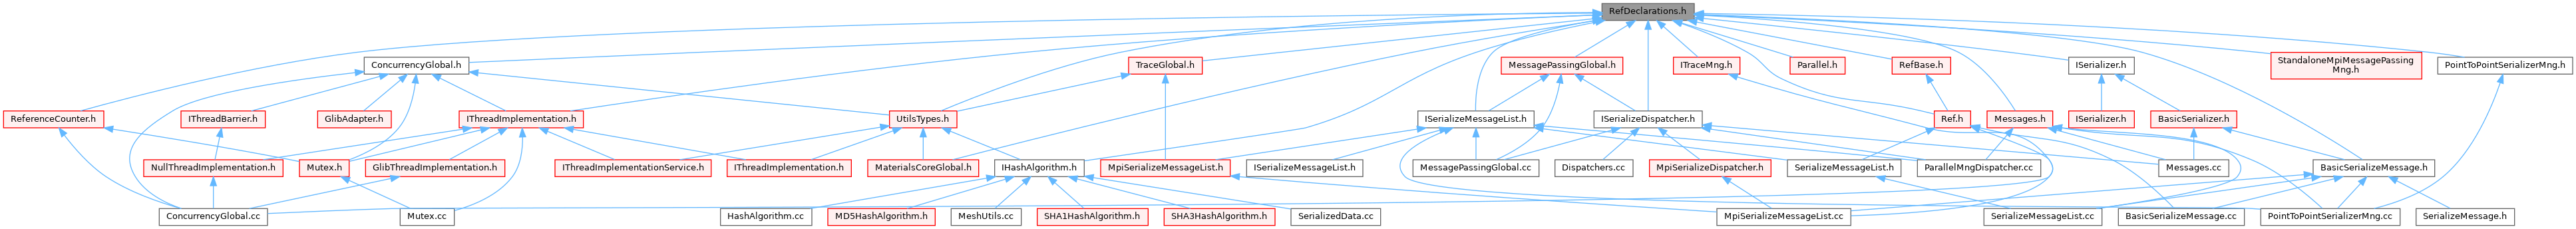 RefDeclarations.h
ConcurrencyGlobal.h
TraceGlobal.h
MessagePassingGlobal.h
ITraceMng.h
Parallel.h
RefBase.h
ISerializer.h
StandaloneMpiMessagePassing
Mng.h
PointToPointSerializerMng.h
ReferenceCounter.h
IThreadBarrier.h
GlibAdapter.h
IThreadImplementation.h
UtilsTypes.h
ISerializeMessageList.h
ISerializeDispatcher.h
Ref.h
Messages.h
ISerializer.h
BasicSerializer.h
NullThreadImplementation.h
Mutex.h
GlibThreadImplementation.h
IThreadImplementationService.h
IThreadImplementation.h
MaterialsCoreGlobal.h
IHashAlgorithm.h
MpiSerializeMessageList.h
ISerializeMessageList.h
MessagePassingGlobal.cc
Dispatchers.cc
MpiSerializeDispatcher.h
SerializeMessageList.h
ParallelMngDispatcher.cc
Messages.cc
BasicSerializeMessage.h
ConcurrencyGlobal.cc
Mutex.cc
HashAlgorithm.cc
MD5HashAlgorithm.h
MeshUtils.cc
SHA1HashAlgorithm.h
SHA3HashAlgorithm.h
SerializedData.cc
MpiSerializeMessageList.cc
SerializeMessageList.cc
BasicSerializeMessage.cc
PointToPointSerializerMng.cc
SerializeMessage.h